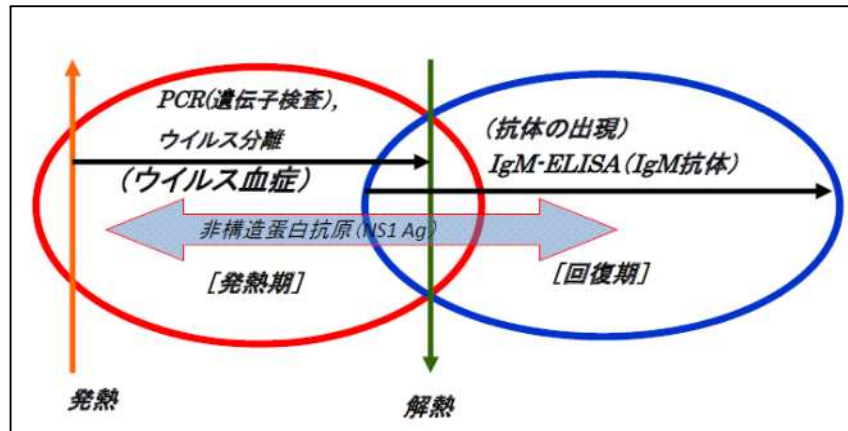 PCR(遺伝子検査),
ウイルス分離
(ウイルス血症)
(抗体の出現)
IgM-ELISA(IgM抗体)
非構造蛋白抗原(NS1 Ag)
[発熱期]
[回復期]
発熱
解熱